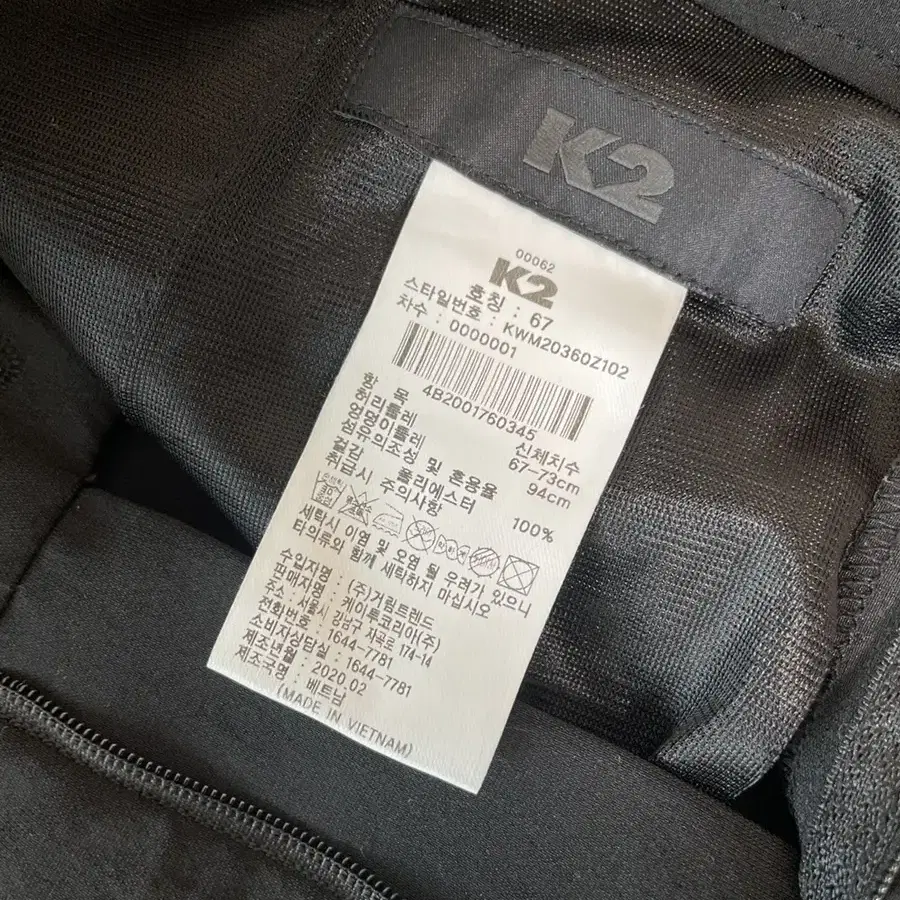 K2
00062
K2
호칭 : 67
스타일번호 : KWM20360Z102
차수 : 0000001
4B2001760345
항 목 신체치수
허리둘레 67-73cm
엉덩이둘레 94cm
섬유의 조성 및 혼용율
겉감 폴리에스터 100%
취급시 주의사항
세탁시 이염 및 오염될 우려가 있으니
타의류와 함께 세탁하지 마십시오
수입자명 : (주)거림트렌드
판매자명 : 케이투코리아(주)
주소 : 서울 강남구 자곡로 174-14
전화번호 : 1644-7781
소비자상담실 : 1644-7781
제조년월 : 2020 02
제조국명 : 베트남
(MADE IN VIETNAM)